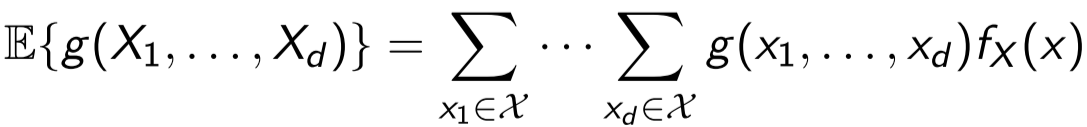 𝔼{g(X₁, . . . , X_d)} = ∑_{x₁∈𝒳} ⋯ ∑_{x_d∈𝒳} g(x₁, . . . , x_d)f_X(x)